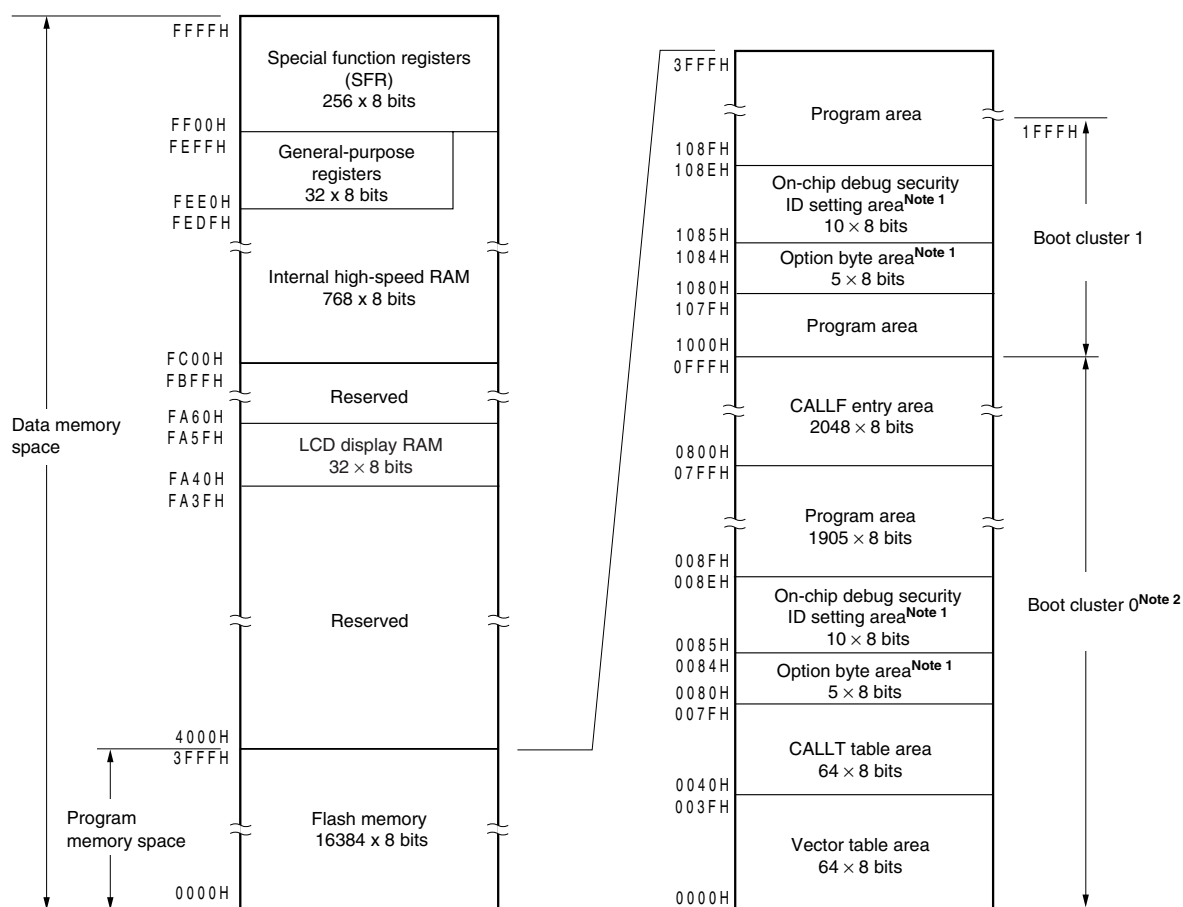 FFFFH
Special function registers
(SFR)
256 x 8 bits
FF00H
FEFFH
General-purpose
registers
32 x 8 bits
FEE0H
FEDFH
Internal high-speed RAM
768 x 8 bits
FC00H
FBFFH
Reserved
FA60H
FA5FH
LCD display RAM
32 × 8 bits
FA40H
FA3FH
Reserved
4000H
3FFFH
Flash memory
16384 x 8 bits
0000H
Data memory
space
Program
memory space
3FFFH
Program area
1FFFH
108FH
108EH
On-chip debug security
ID setting area Note 1
10 × 8 bits
1085H
1084H
Option byte area Note 1
5 × 8 bits
1080H
107FH
Program area
1000H
0FFFH
Boot cluster 1
CALLF entry area
2048 × 8 bits
0800H
07FFH
Program area
1905 × 8 bits
008FH
008EH
On-chip debug security
ID setting area Note 1
10 × 8 bits
0085H
0084H
Option byte area Note 1
5 × 8 bits
0080H
007FH
CALLT table area
64 × 8 bits
0040H
003FH
Vector table area
64 × 8 bits
0000H
Boot cluster 0 Note 2